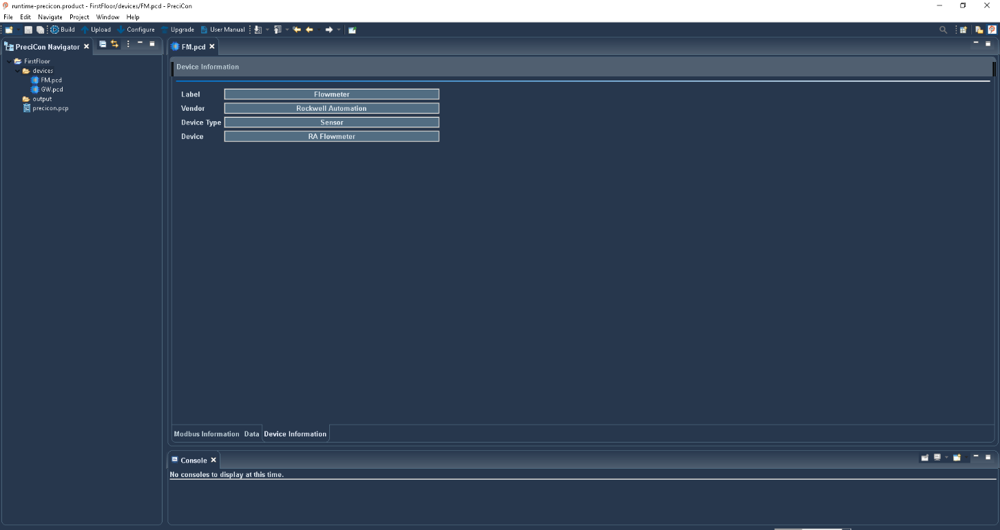 runtime-precicon.product - FirstFloor/devices/FM.pcd - PreciCon
File Edit Navigate Project Window Help
Build Upload Configure Upgrade User Manual
PreciCon Navigator
FirstFloor
devices
FM.pcd
GW.pcd
output
precicon.pcp
FM.pcd
Device Information
Label Flowmeter
Vendor Rockwell Automation
Device Type Sensor
Device RA Flowmeter
Modbus Information Data Device Information
Console
No consoles to display at this time.